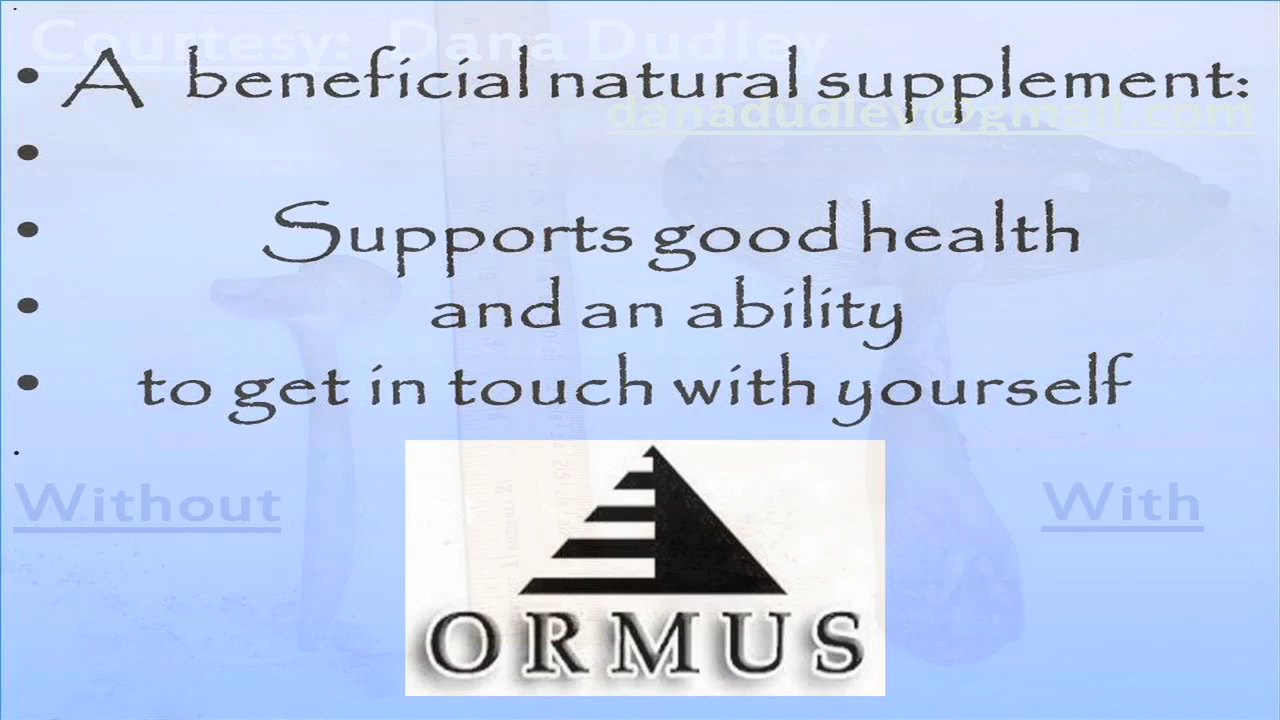 Courtesy: Dana Dudley
• A beneficial natural supplement:
danadudley@gmail.com
•
• Supports good health
• and an ability
• to get in touch with yourself
Without
With
ORMUS